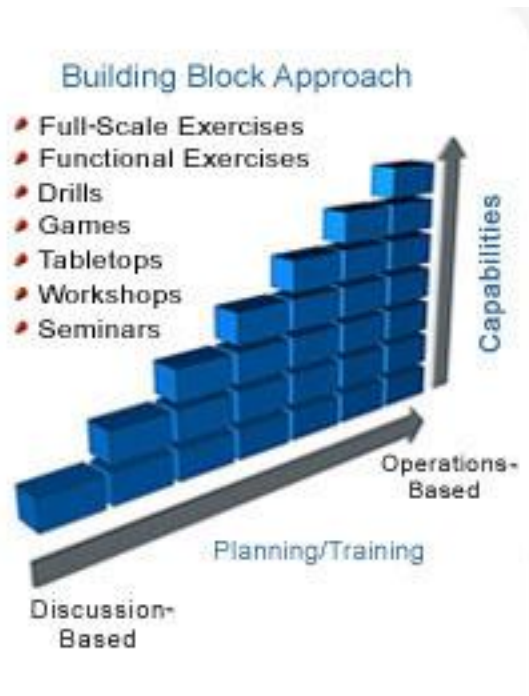 Building Block Approach
Full-Scale Exercises
Functional Exercises
Drills
Games
Tabletops
Workshops
Seminars
Capabilities
Operations-
Based
Planning/Training
Discussion-
Based